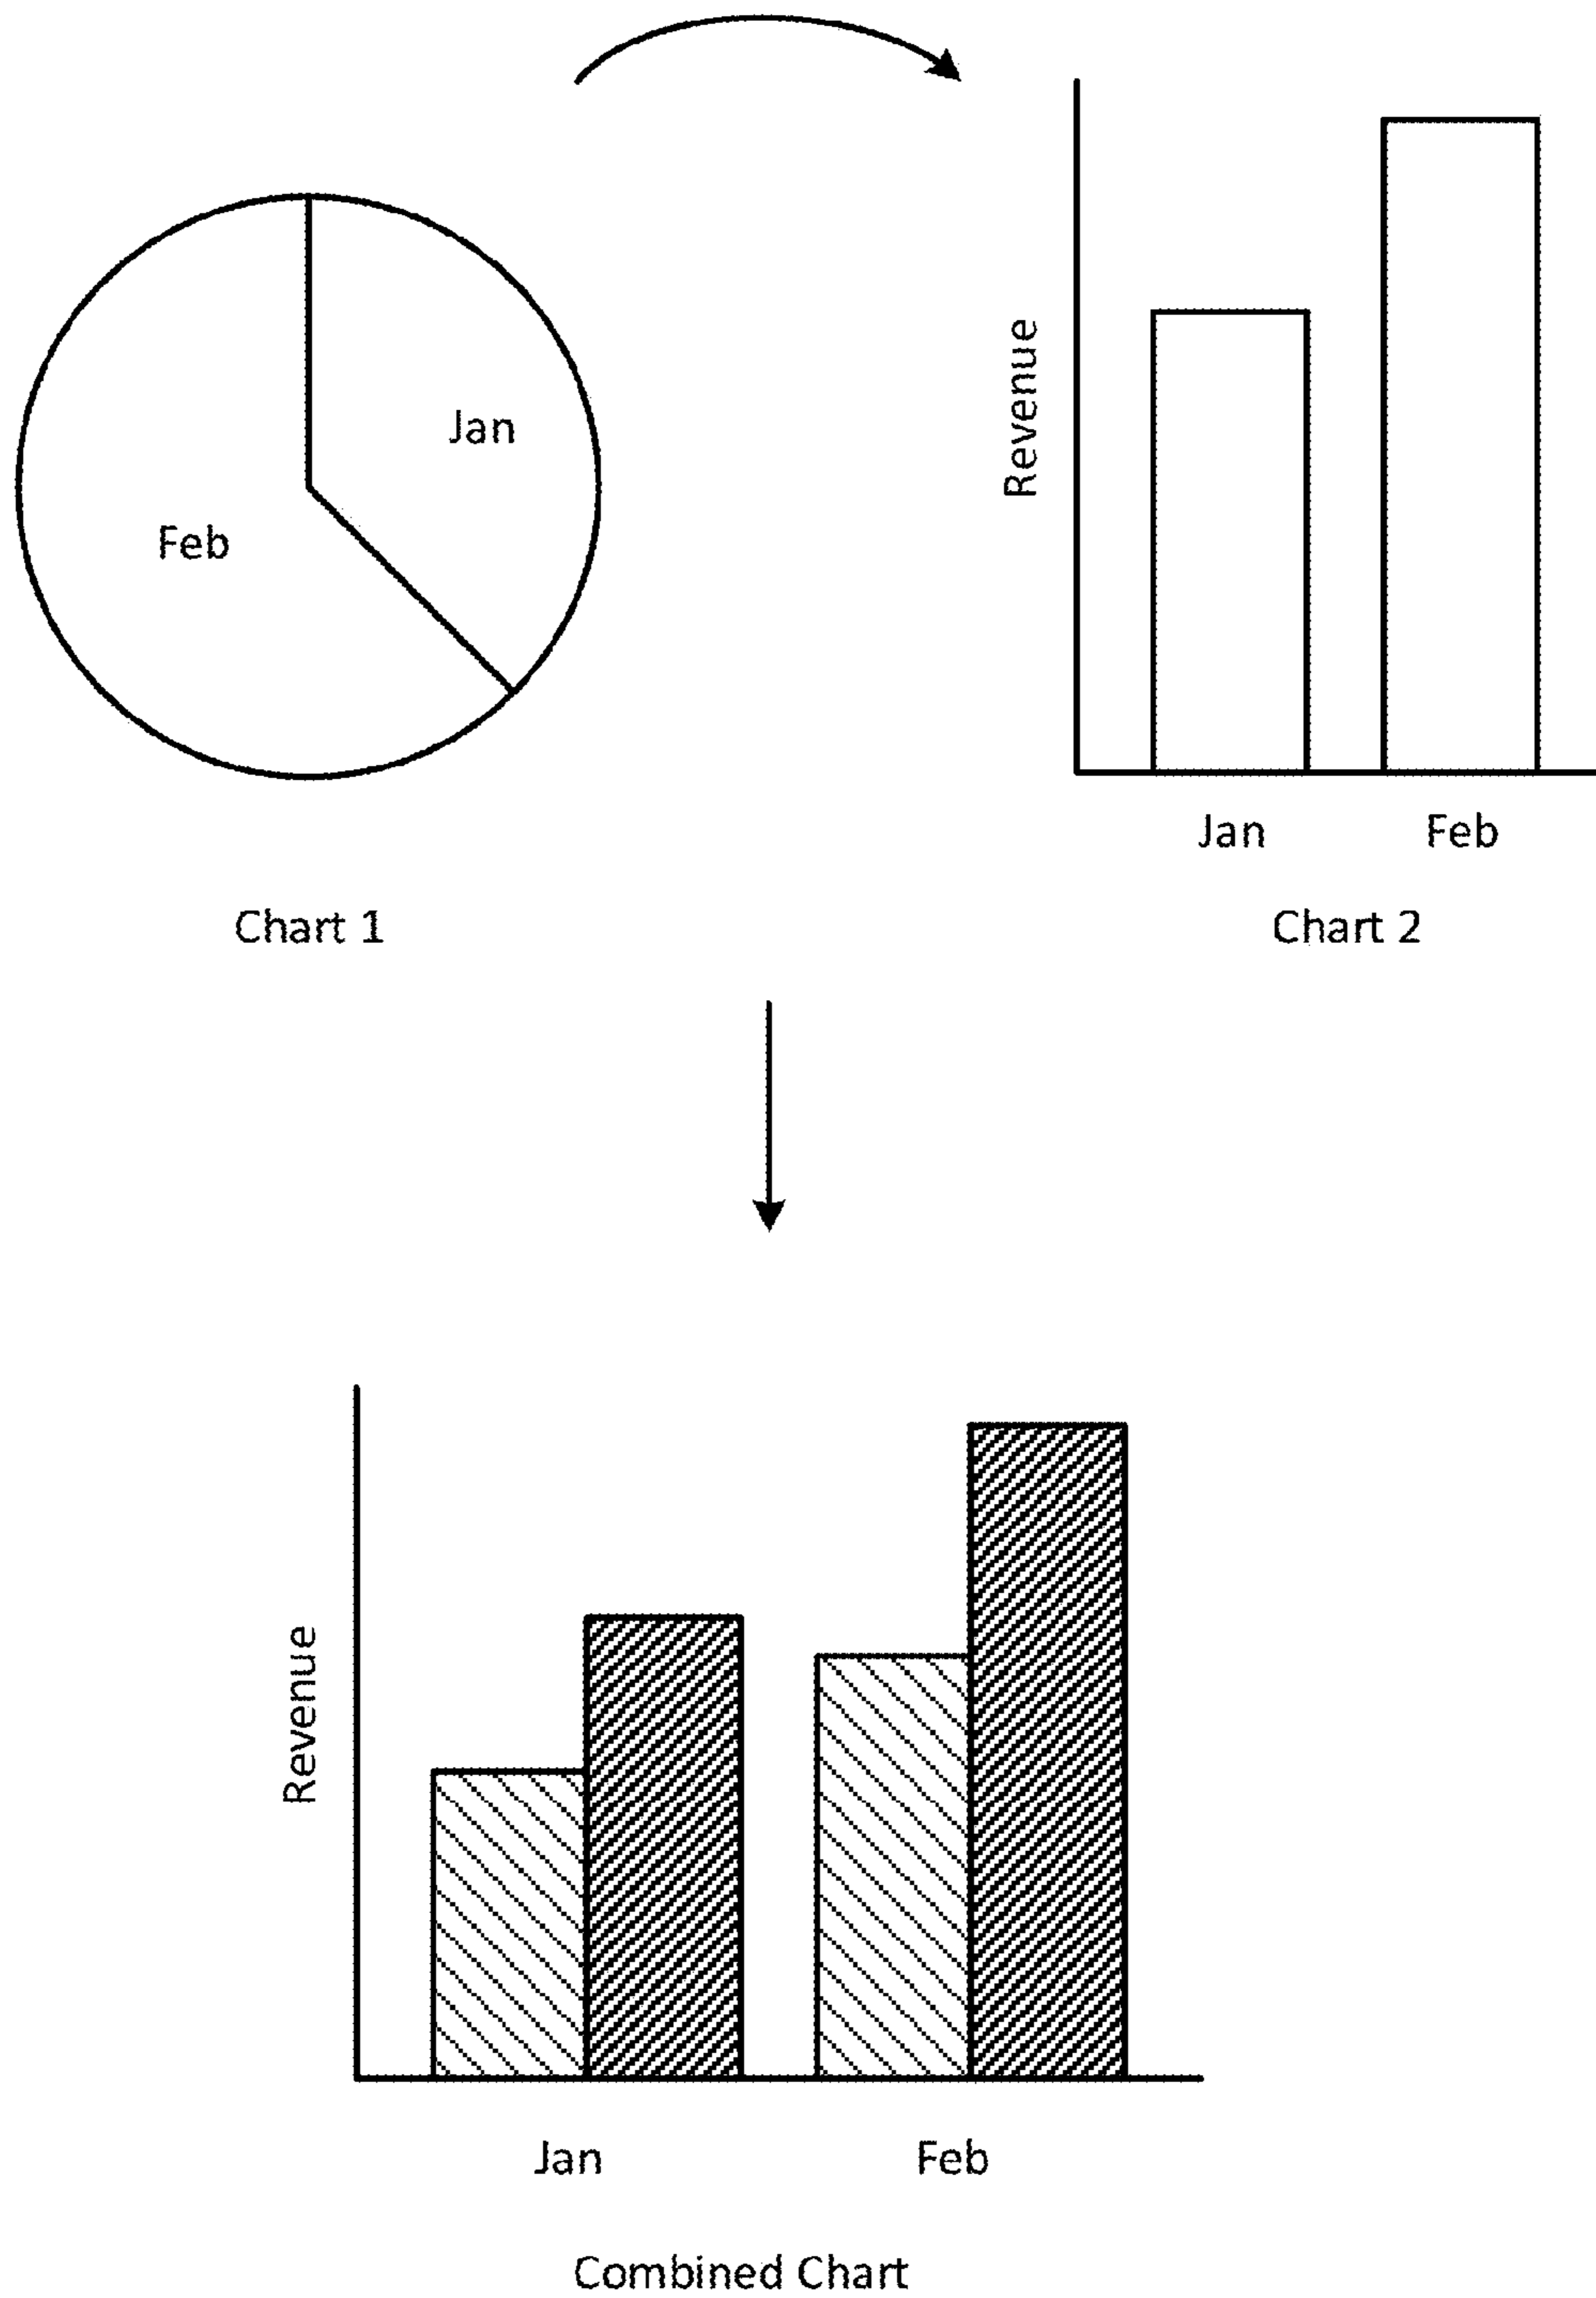 Jan
Feb
Chart 1
Revenue
Jan
Feb
Chart 2
Revenue
Jan
Feb
Combined Chart